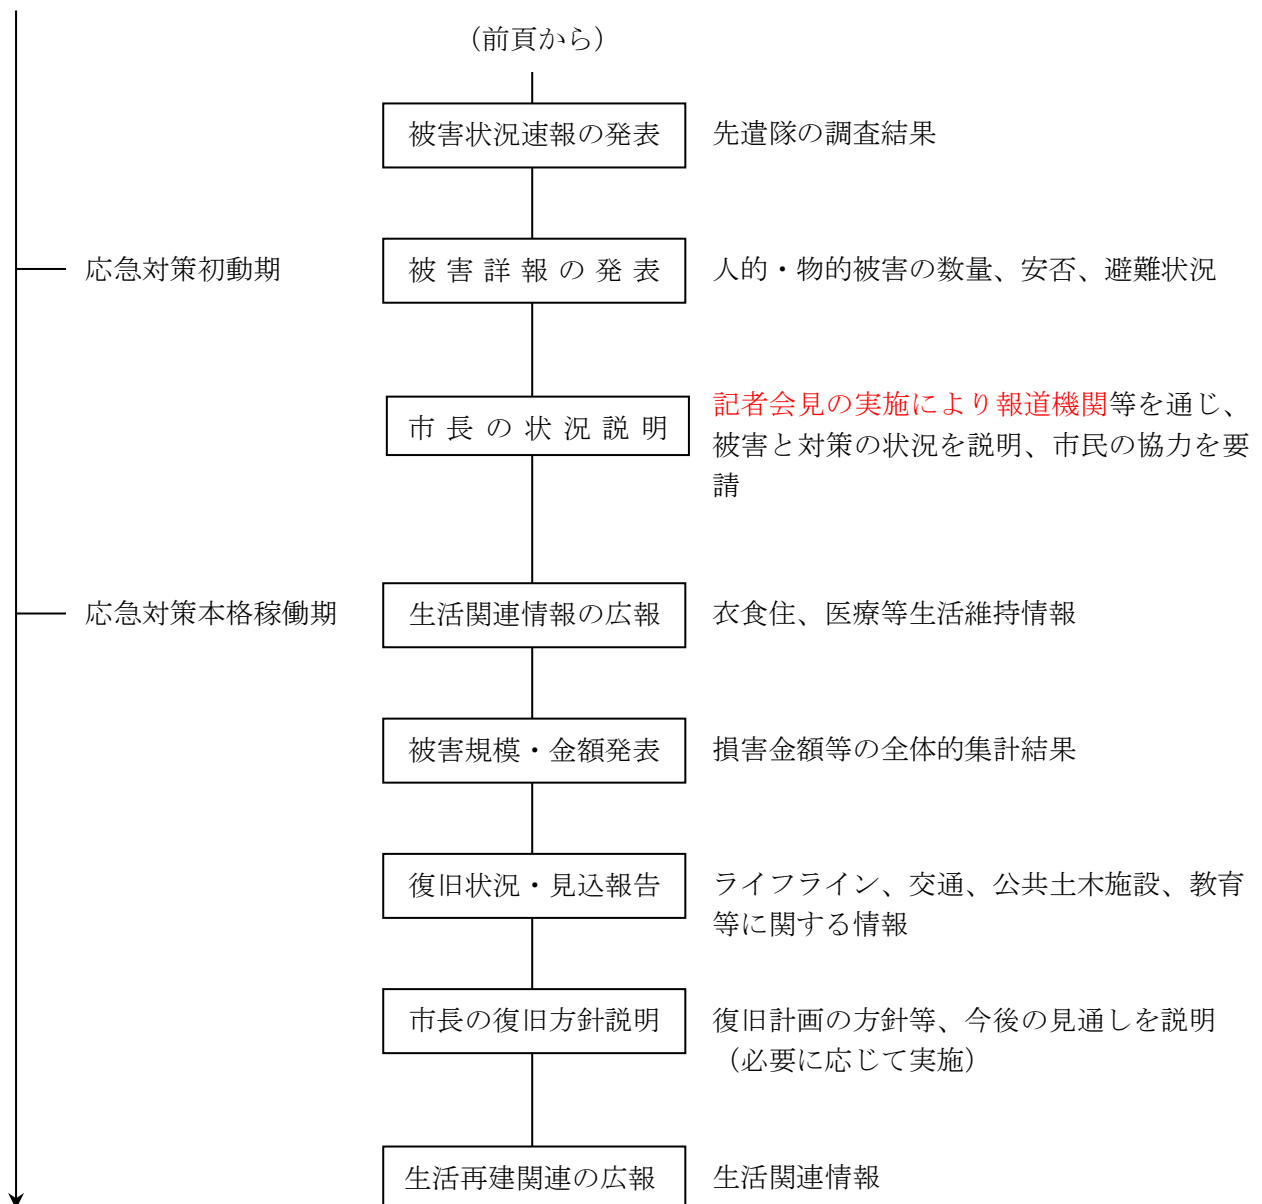 （前頁から）
被害状況速報の発表
先遣隊の調査結果
応急対策初動期
被害詳報の発表
人的・物的被害の数量、安否、避難状況
市長の状況説明
記者会見の実施により報道機関等を通じ、
被害と対策の状況を説明、市民の協力を要
請
応急対策本格稼働期
生活関連情報の広報
衣食住、医療等生活維持情報
被害規模・金額発表
損害金額等の全体的集計結果
復旧状況・見込報告
ライフライン、交通、公共土木施設、教育
等に関する情報
市長の復旧方針説明
復旧計画の方針等、今後の見通しを説明
（必要に応じて実施）
生活再建関連の広報
生活関連情報